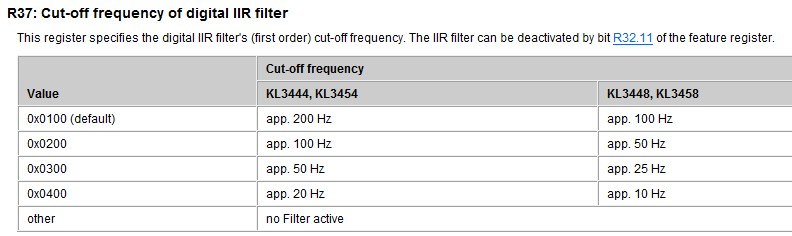 R37: Cut-off frequency of digital IIR filter
This register specifies the digital IIR filter's (first order) cut-off frequency. The IIR filter can be deactivated by bit R32.11 of the feature register.
Value Cut-off frequency
KL3444, KL3454 KL3448, KL3458
0x0100 (default) app. 200 Hz app. 100 Hz
0x0200 app. 100 Hz app. 50 Hz
0x0300 app. 50 Hz app. 25 Hz
0x0400 app. 20 Hz app. 10 Hz
other no Filter active